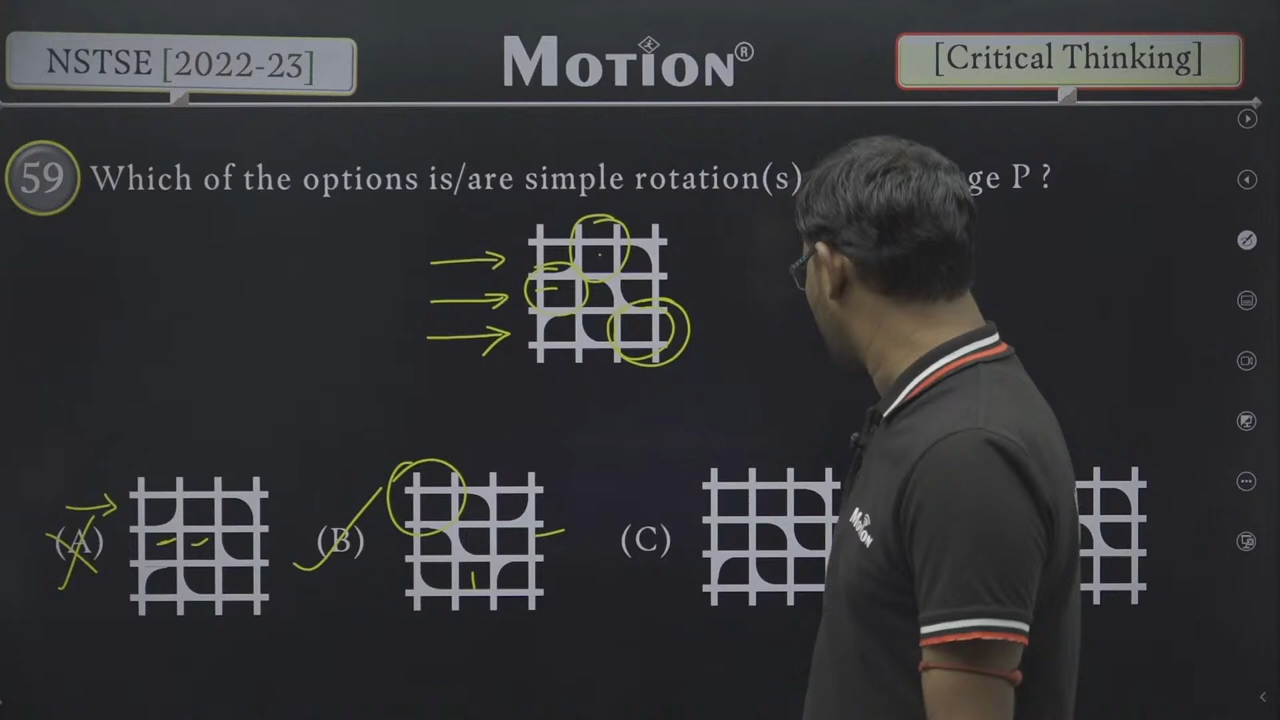 NSTSE [2022-23]
MOTION®
[Critical Thinking]
59 Which of the options is/are simple rotation(s) ge P ?
(A)
(B)
(C)
MOTION